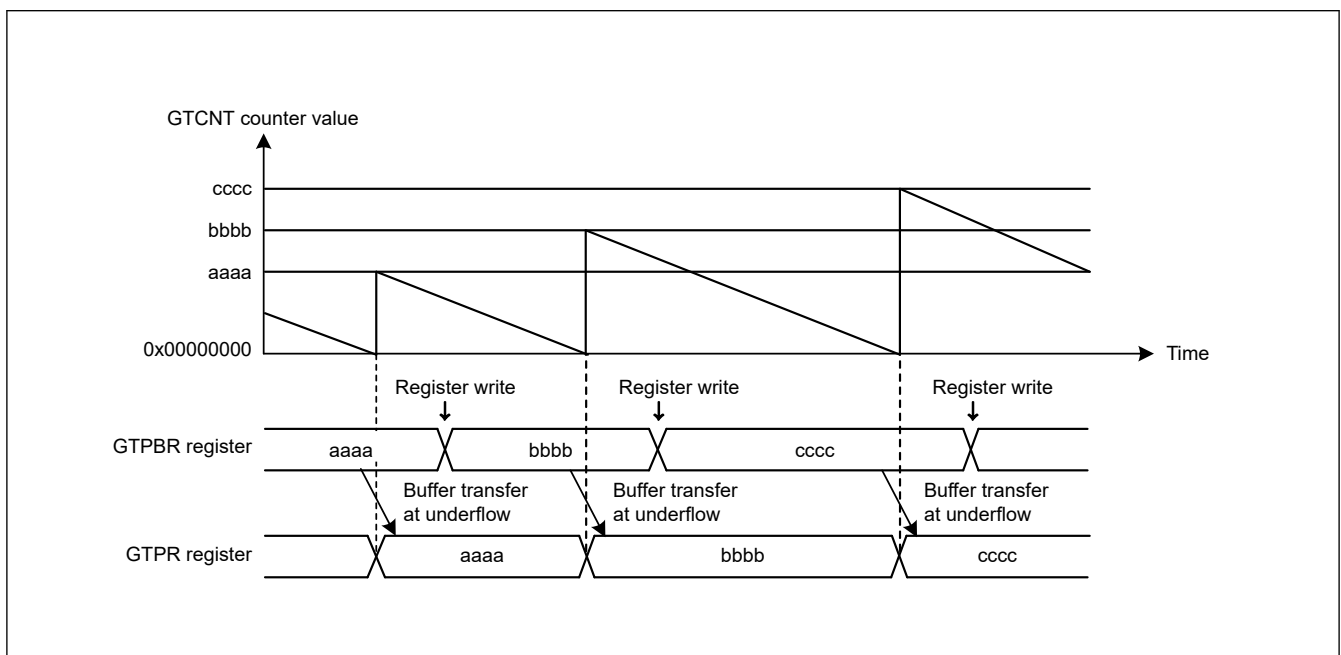 GTCNT counter value
cccc
bbbb
aaaa
0x00000000
Time
Register write
Register write
Register write
GTPBR register
aaaa
bbbb
cccc
Buffer transfer
at underflow
Buffer transfer
at underflow
Buffer transfer
at underflow
GTPR register
aaaa
bbbb
cccc